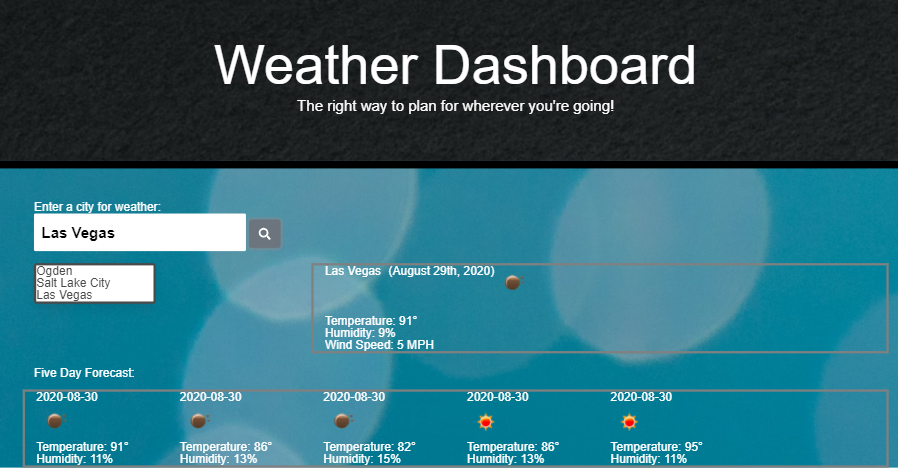 Weather Dashboard
The right way to plan for wherever you're going!
Enter a city for weather:
Las Vegas
Ogden
Salt Lake City
Las Vegas
Las Vegas (August 29th, 2020)
Temperature: 91°
Humidity: 9%
Wind Speed: 5 MPH
Five Day Forecast:
2020-08-30 2020-08-30 2020-08-30 2020-08-30 2020-08-30
Temperature: 91° Temperature: 86° Temperature: 82° Temperature: 86° Temperature: 95°
Humidity: 11% Humidity: 13% Humidity: 15% Humidity: 13% Humidity: 11%